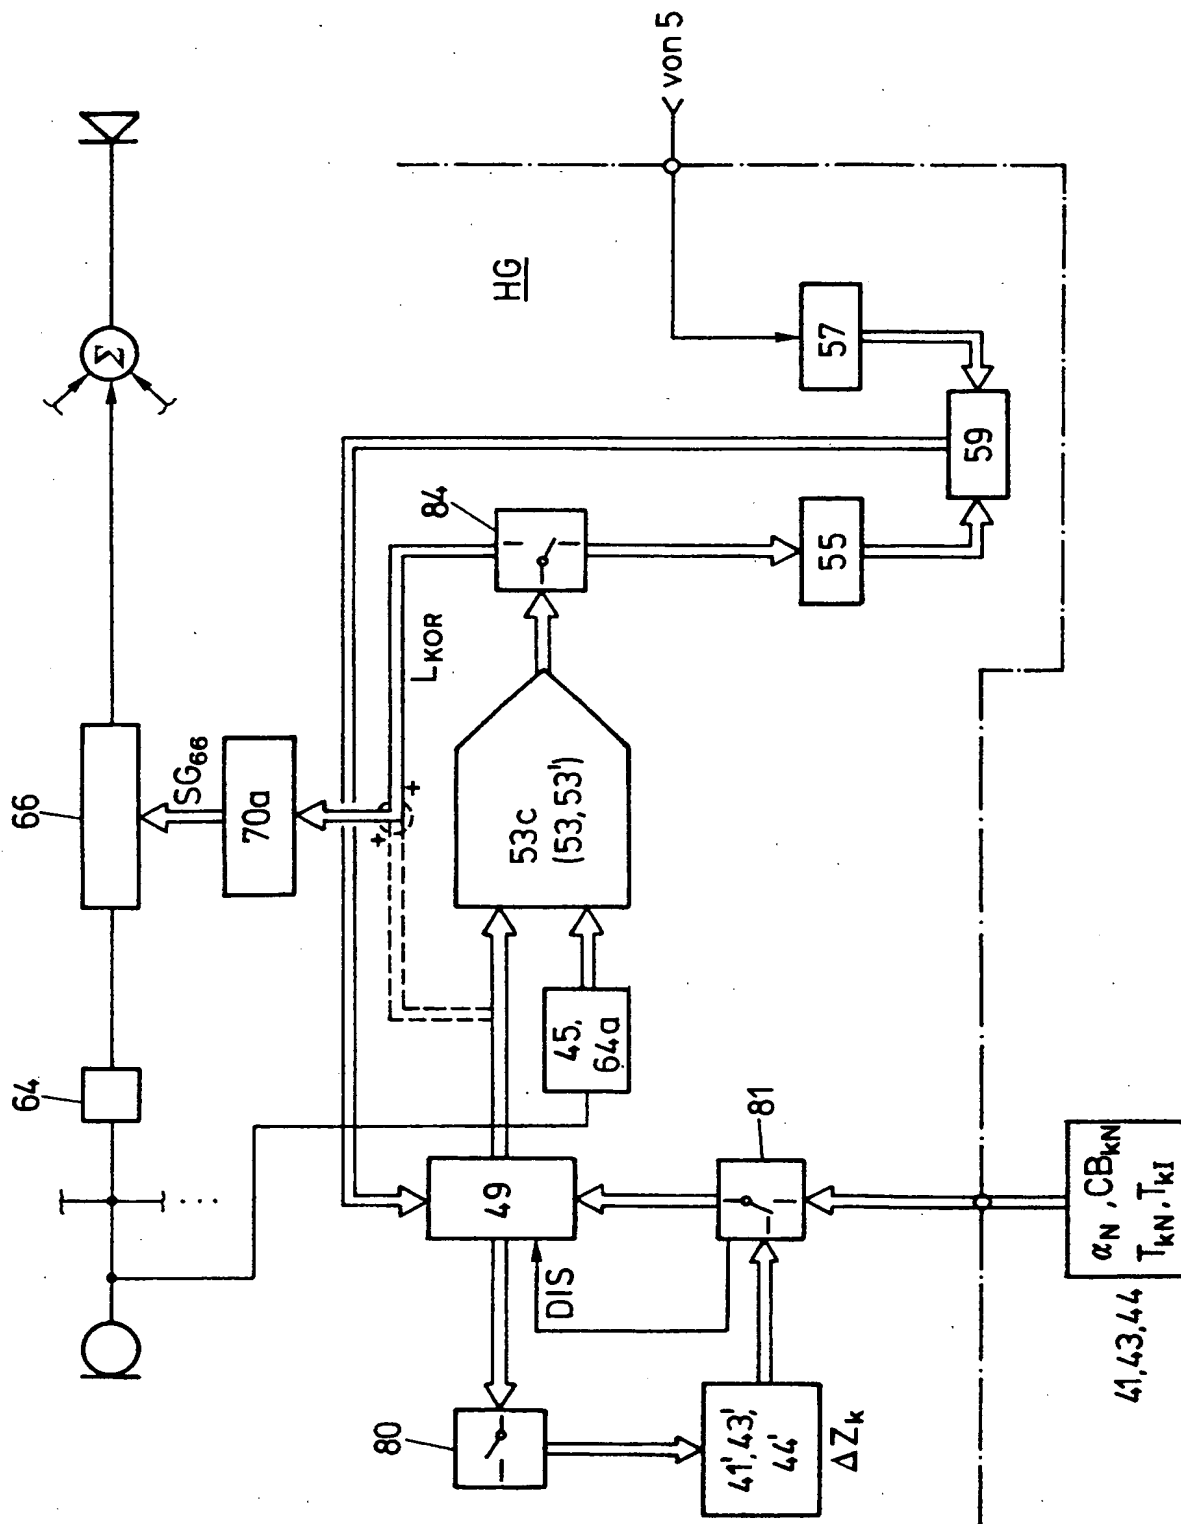 64
66
Σ
SG66
70a
von 5
HG
LKOR
84
+
+
49
DIS
80
41', 43',
44'
ΔZk
81
45,
64a
53c
(53, 53')
55
57
59
αN, CBkN
TkN, TkI
41, 43, 44
. . .